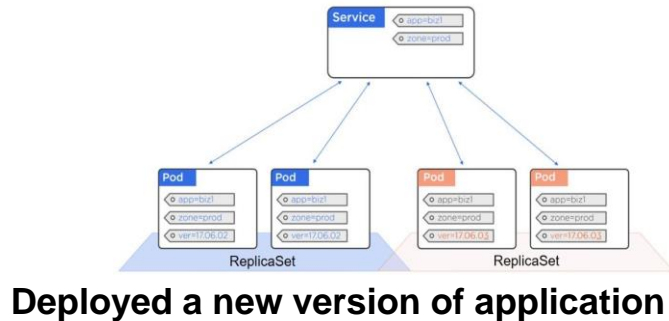 Service
app=biz1
zone=prod
Pod
Pod
Pod
Pod
app=biz1
app=biz1
app=biz1
app=biz1
zone=prod
zone=prod
zone=prod
zone=prod
ver=17.06.02
ver=17.06.02
ver=17.06.03
ver=17.06.03
ReplicaSet
ReplicaSet
Deployed a new version of application